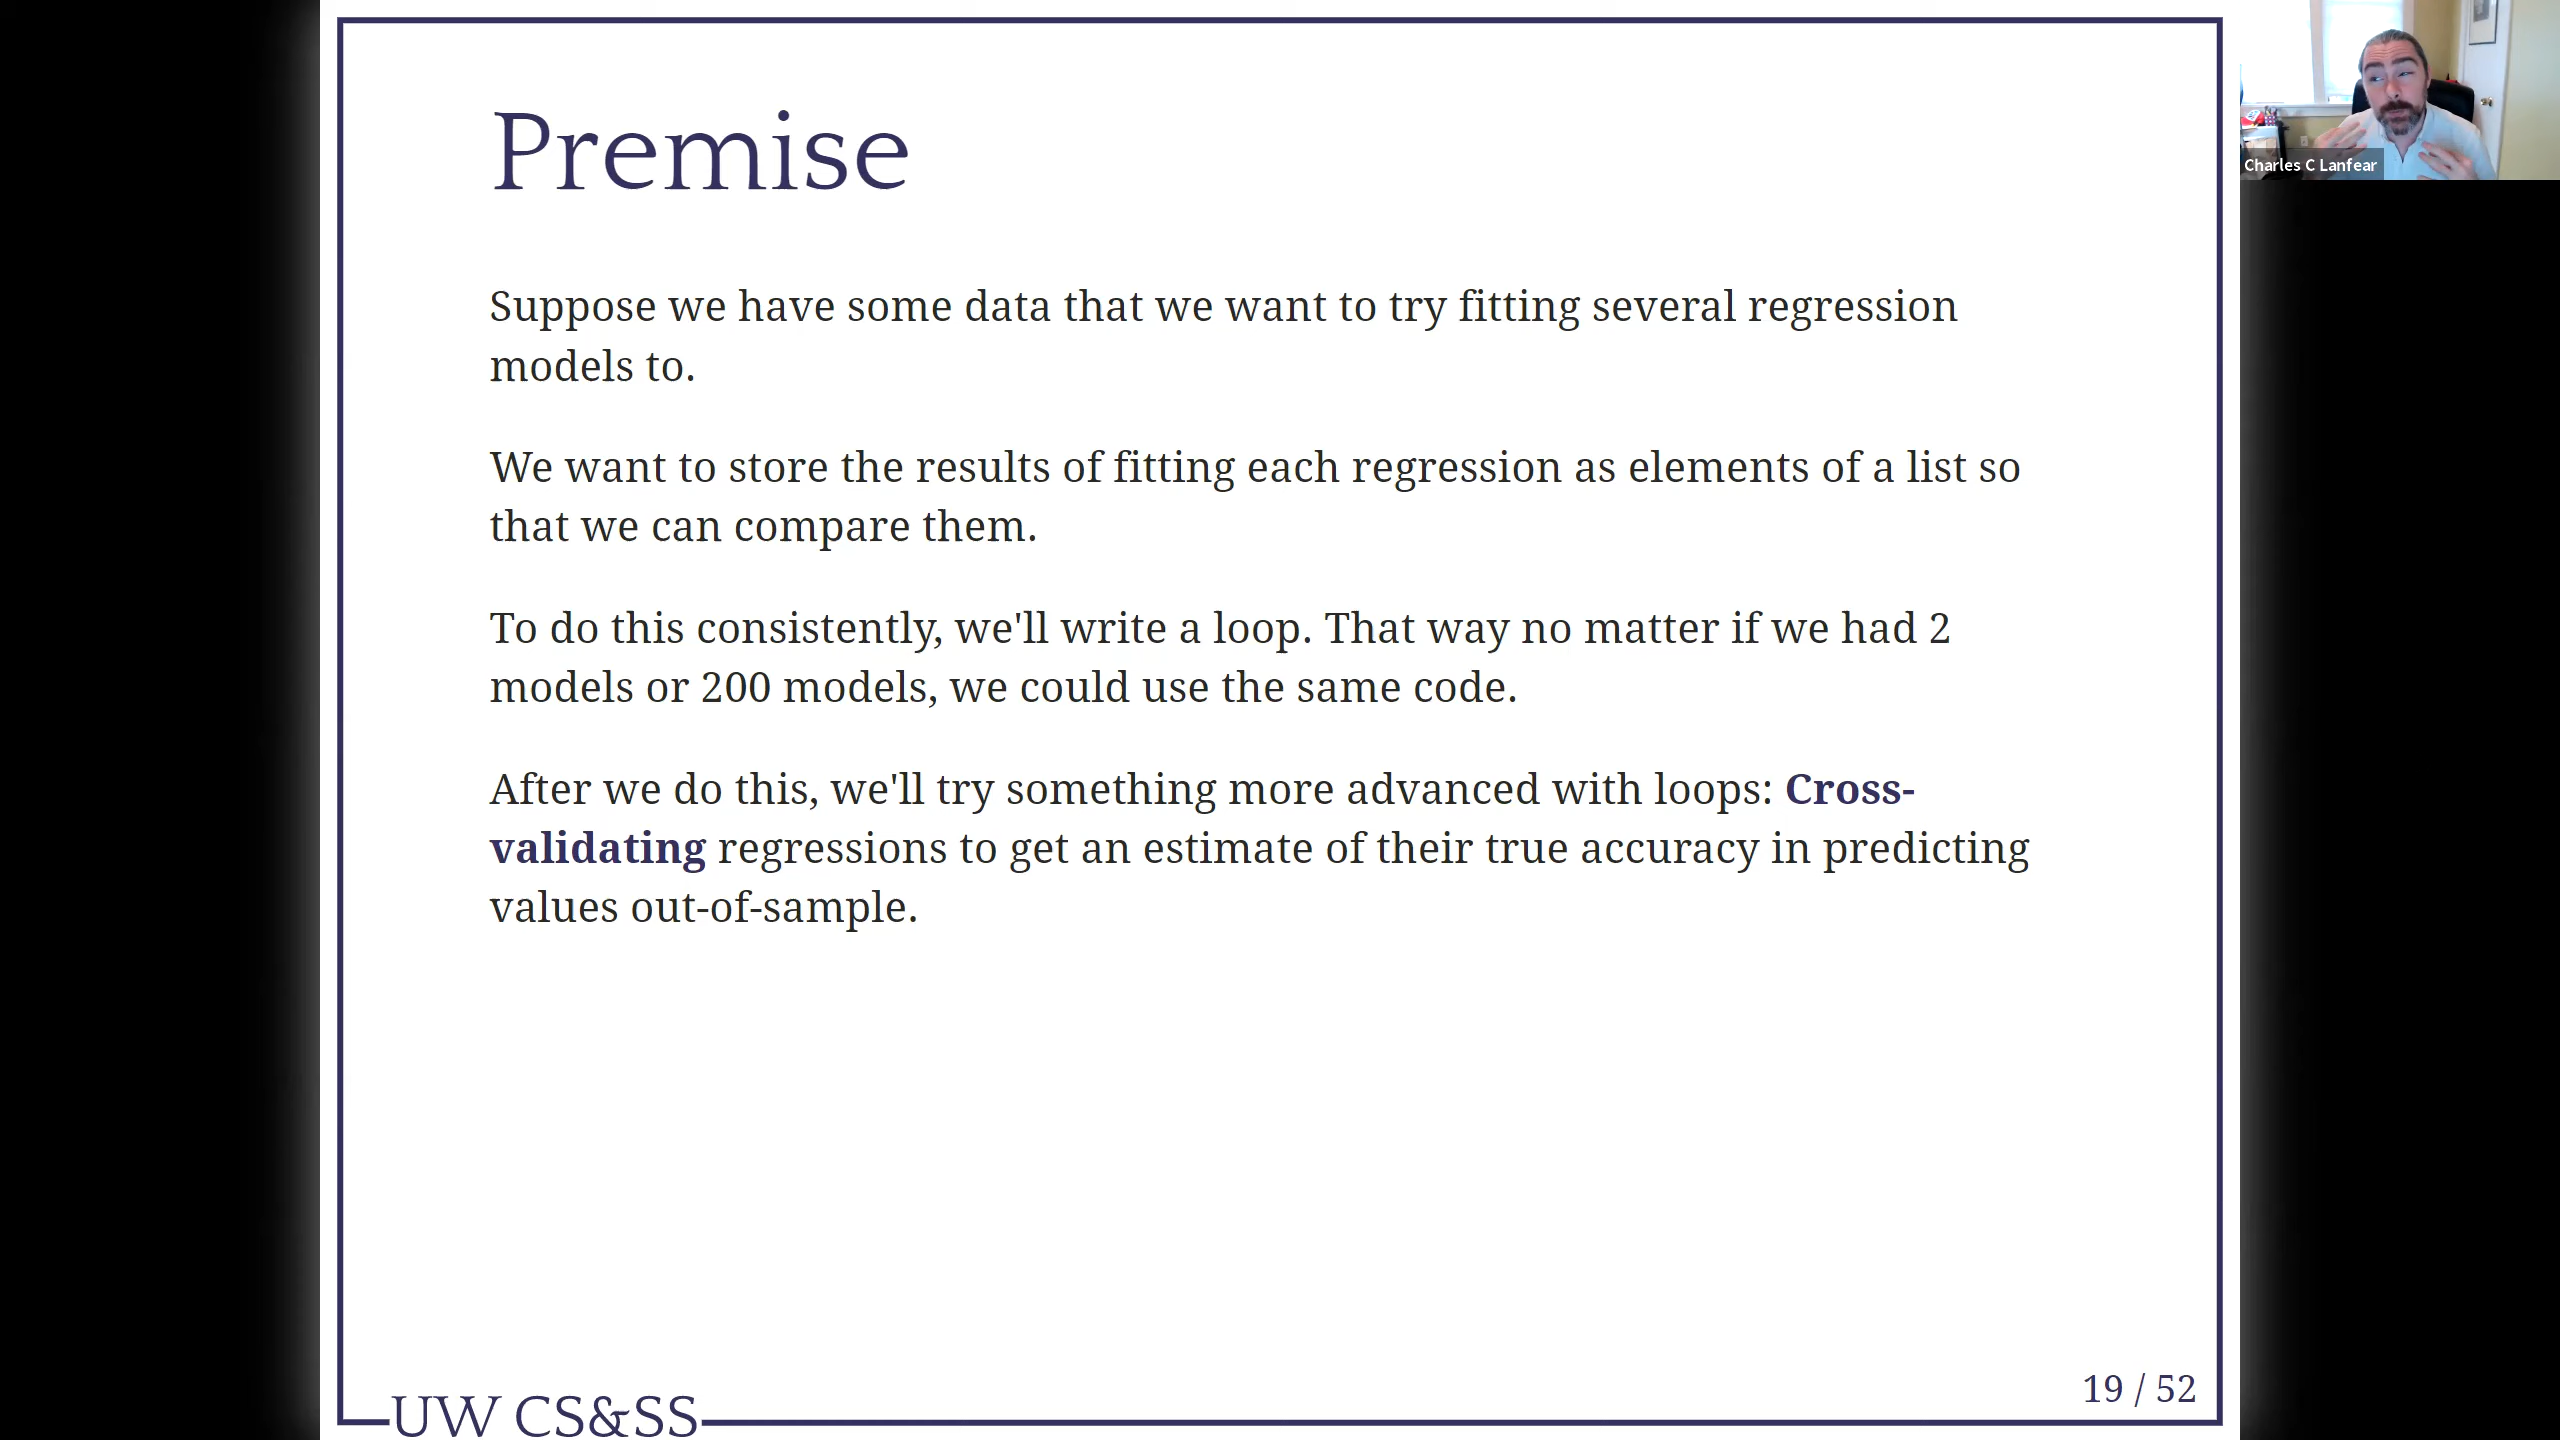 Premise
Suppose we have some data that we want to try fitting several regression
models to.
We want to store the results of fitting each regression as elements of a list so
that we can compare them.
To do this consistently, we'll write a loop. That way no matter if we had 2
models or 200 models, we could use the same code.
After we do this, we'll try something more advanced with loops: Cross-
validating regressions to get an estimate of their true accuracy in predicting
values out-of-sample.
UW CS&SS
19 / 52
Charles C Lanfear